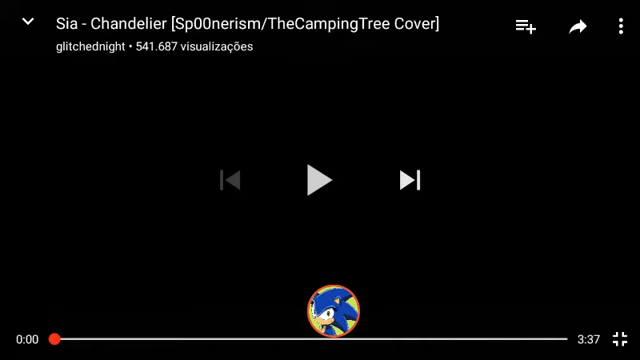 Sia - Chandelier [Sp00nerism/TheCampingTree Cover]
glitchednight • 541.687 visualizações
0:00
3:37